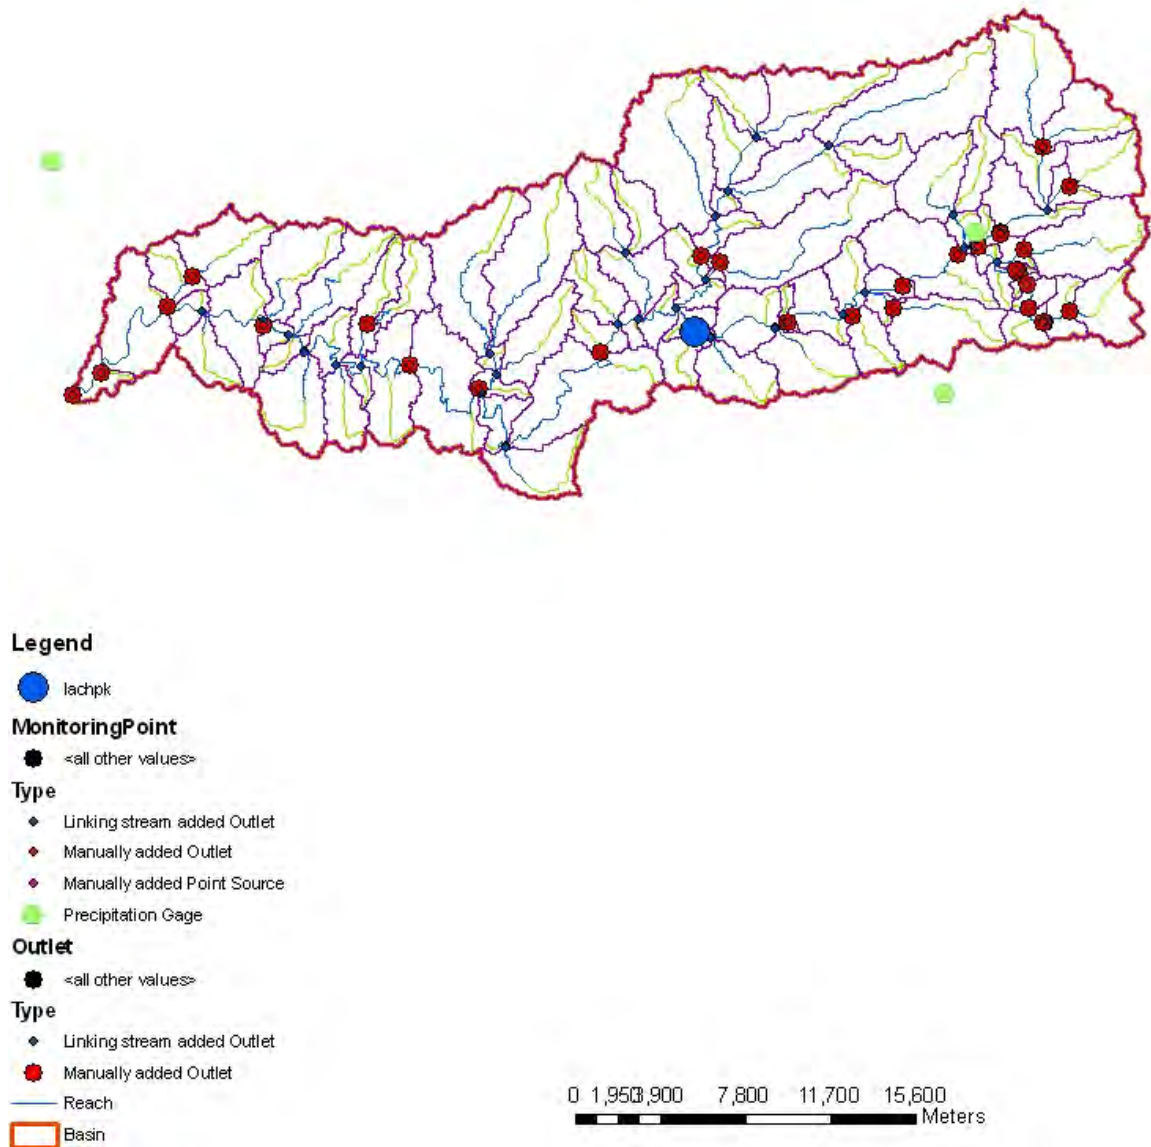 Legend
lachpk
MonitoringPoint
<all other values>
Type
Linking stream added Outlet
Manually added Outlet
Manually added Point Source
Precipitation Gage
Outlet
<all other values>
Type
Linking stream added Outlet
Manually added Outlet
Reach
Basin
0 1,950 3,900 7,800 11,700 15,600
Meters